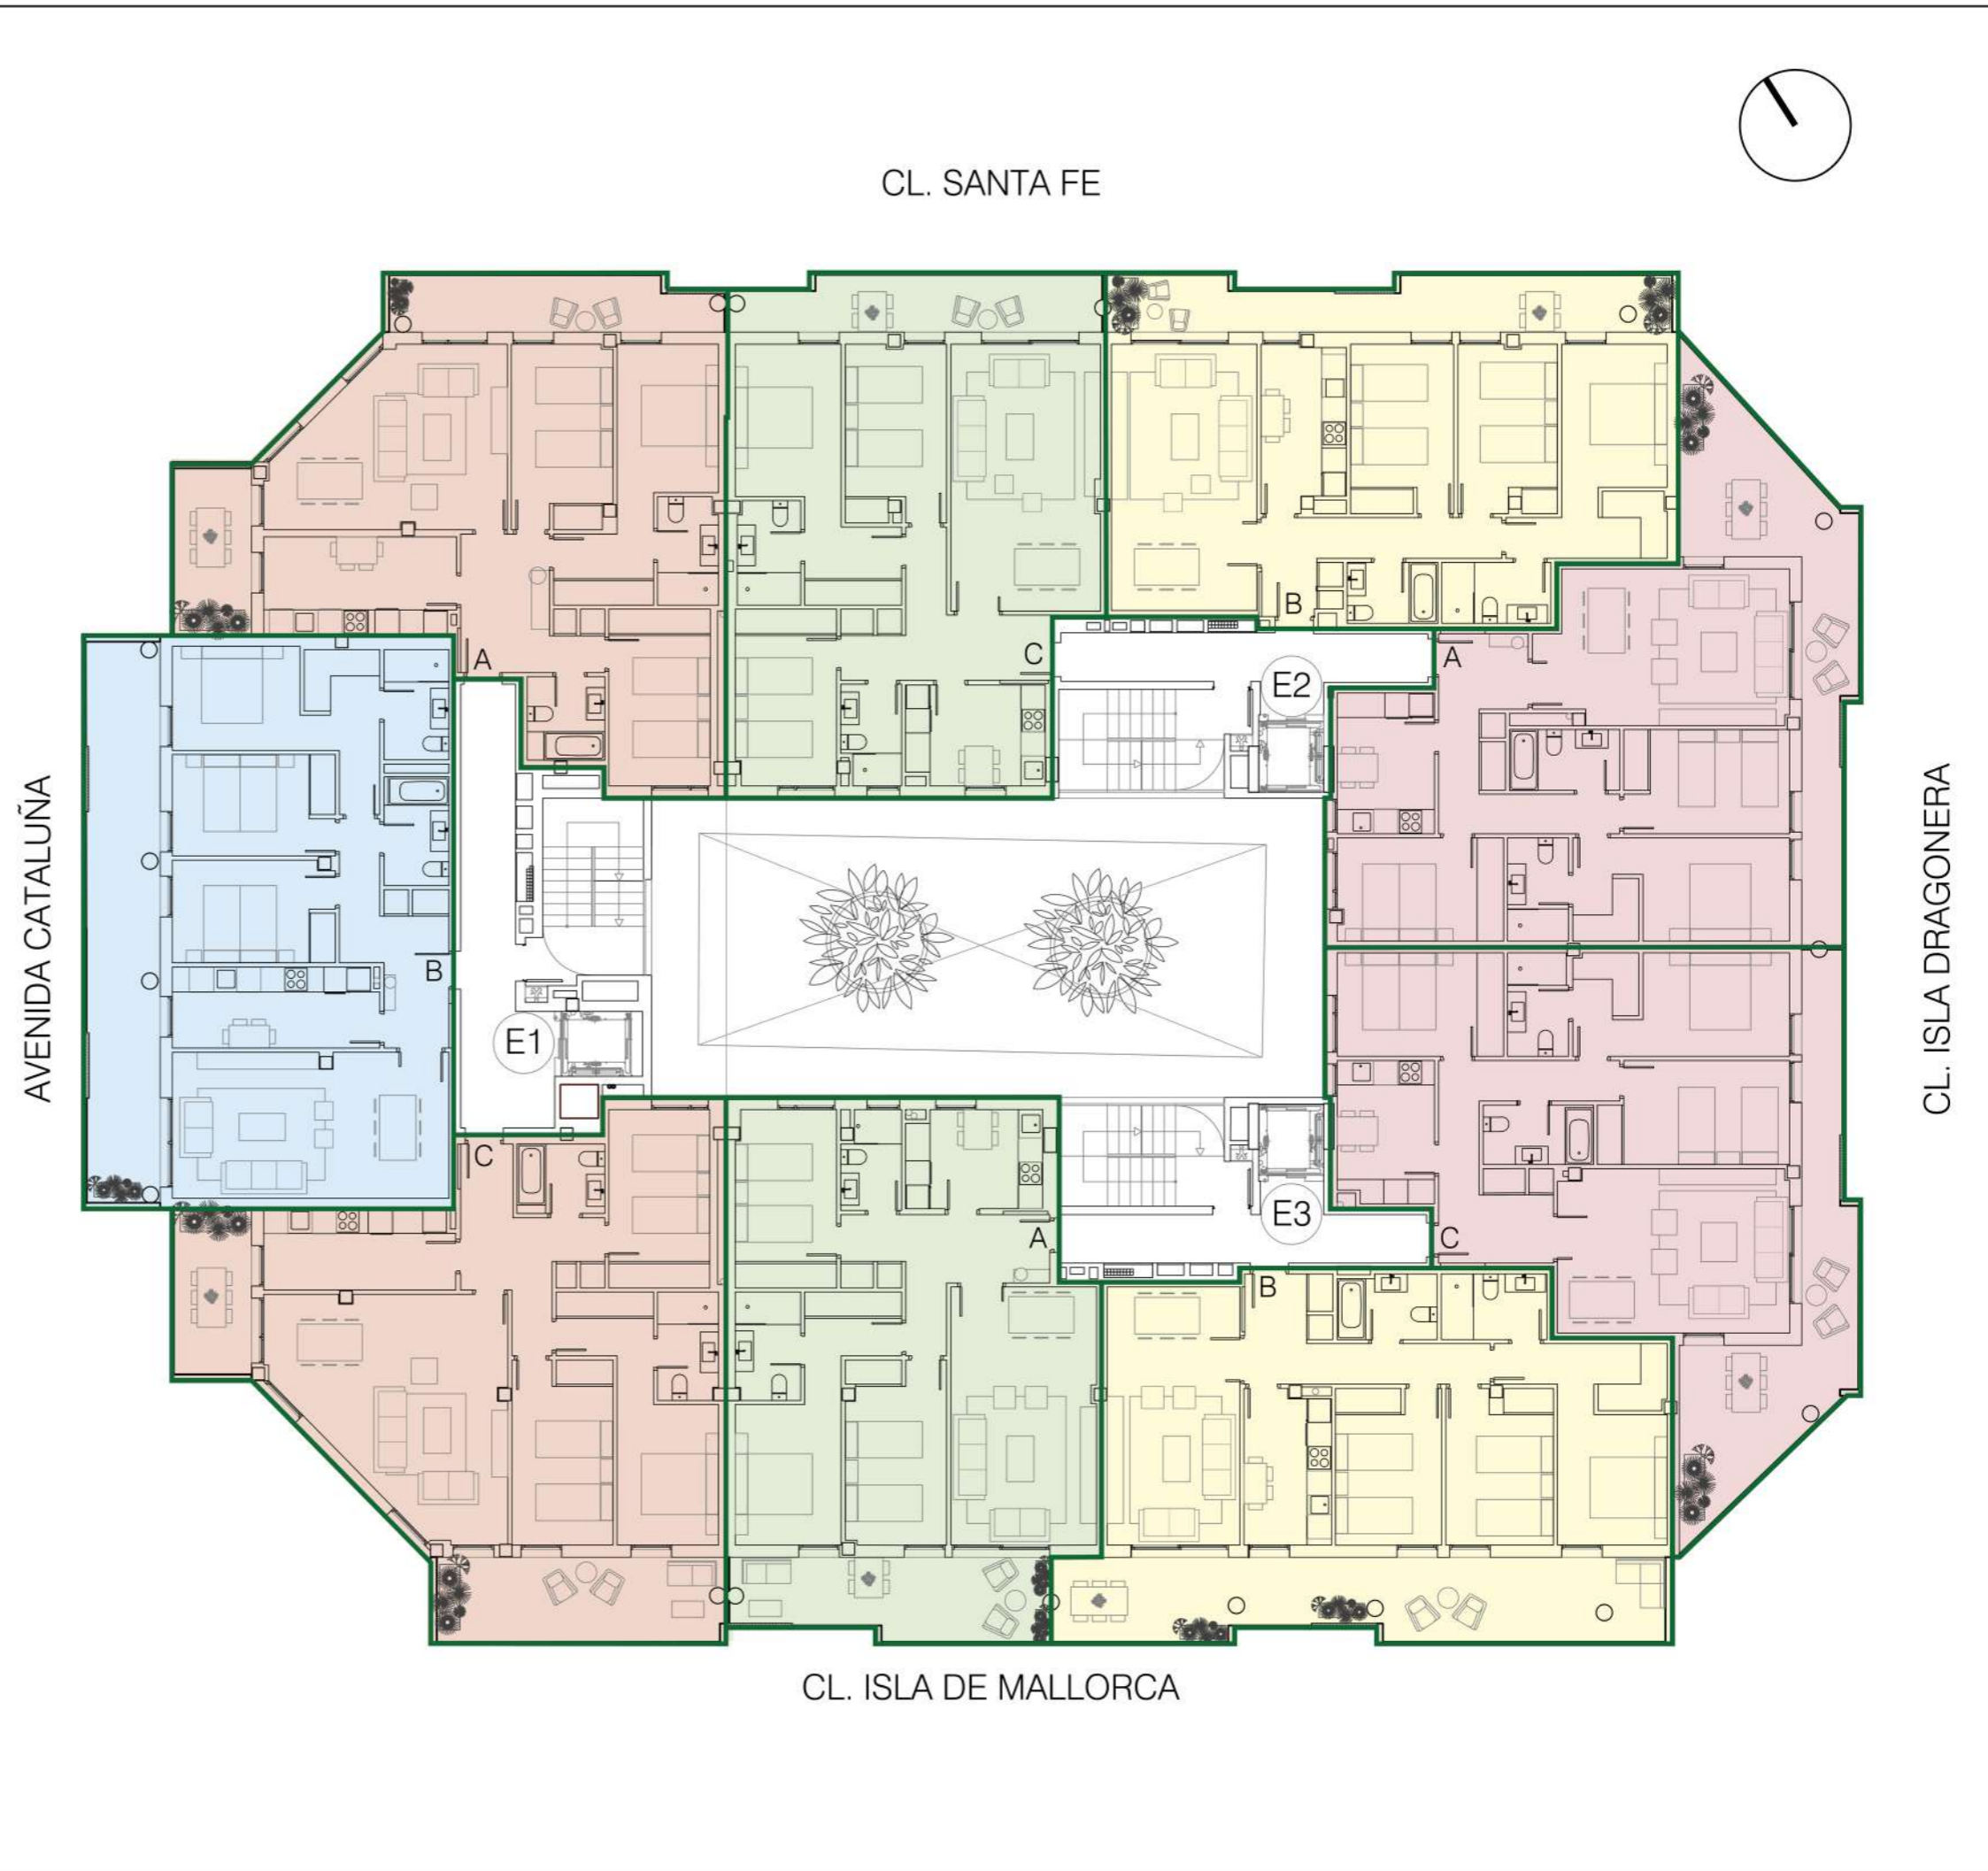 CL. SANTA FE
AVENIDA CATALUÑA
CL. ISLA DRAGONERA
A
C
B
A
E2
B
E1
C
A
E3
B
C
CL. ISLA DE MALLORCA